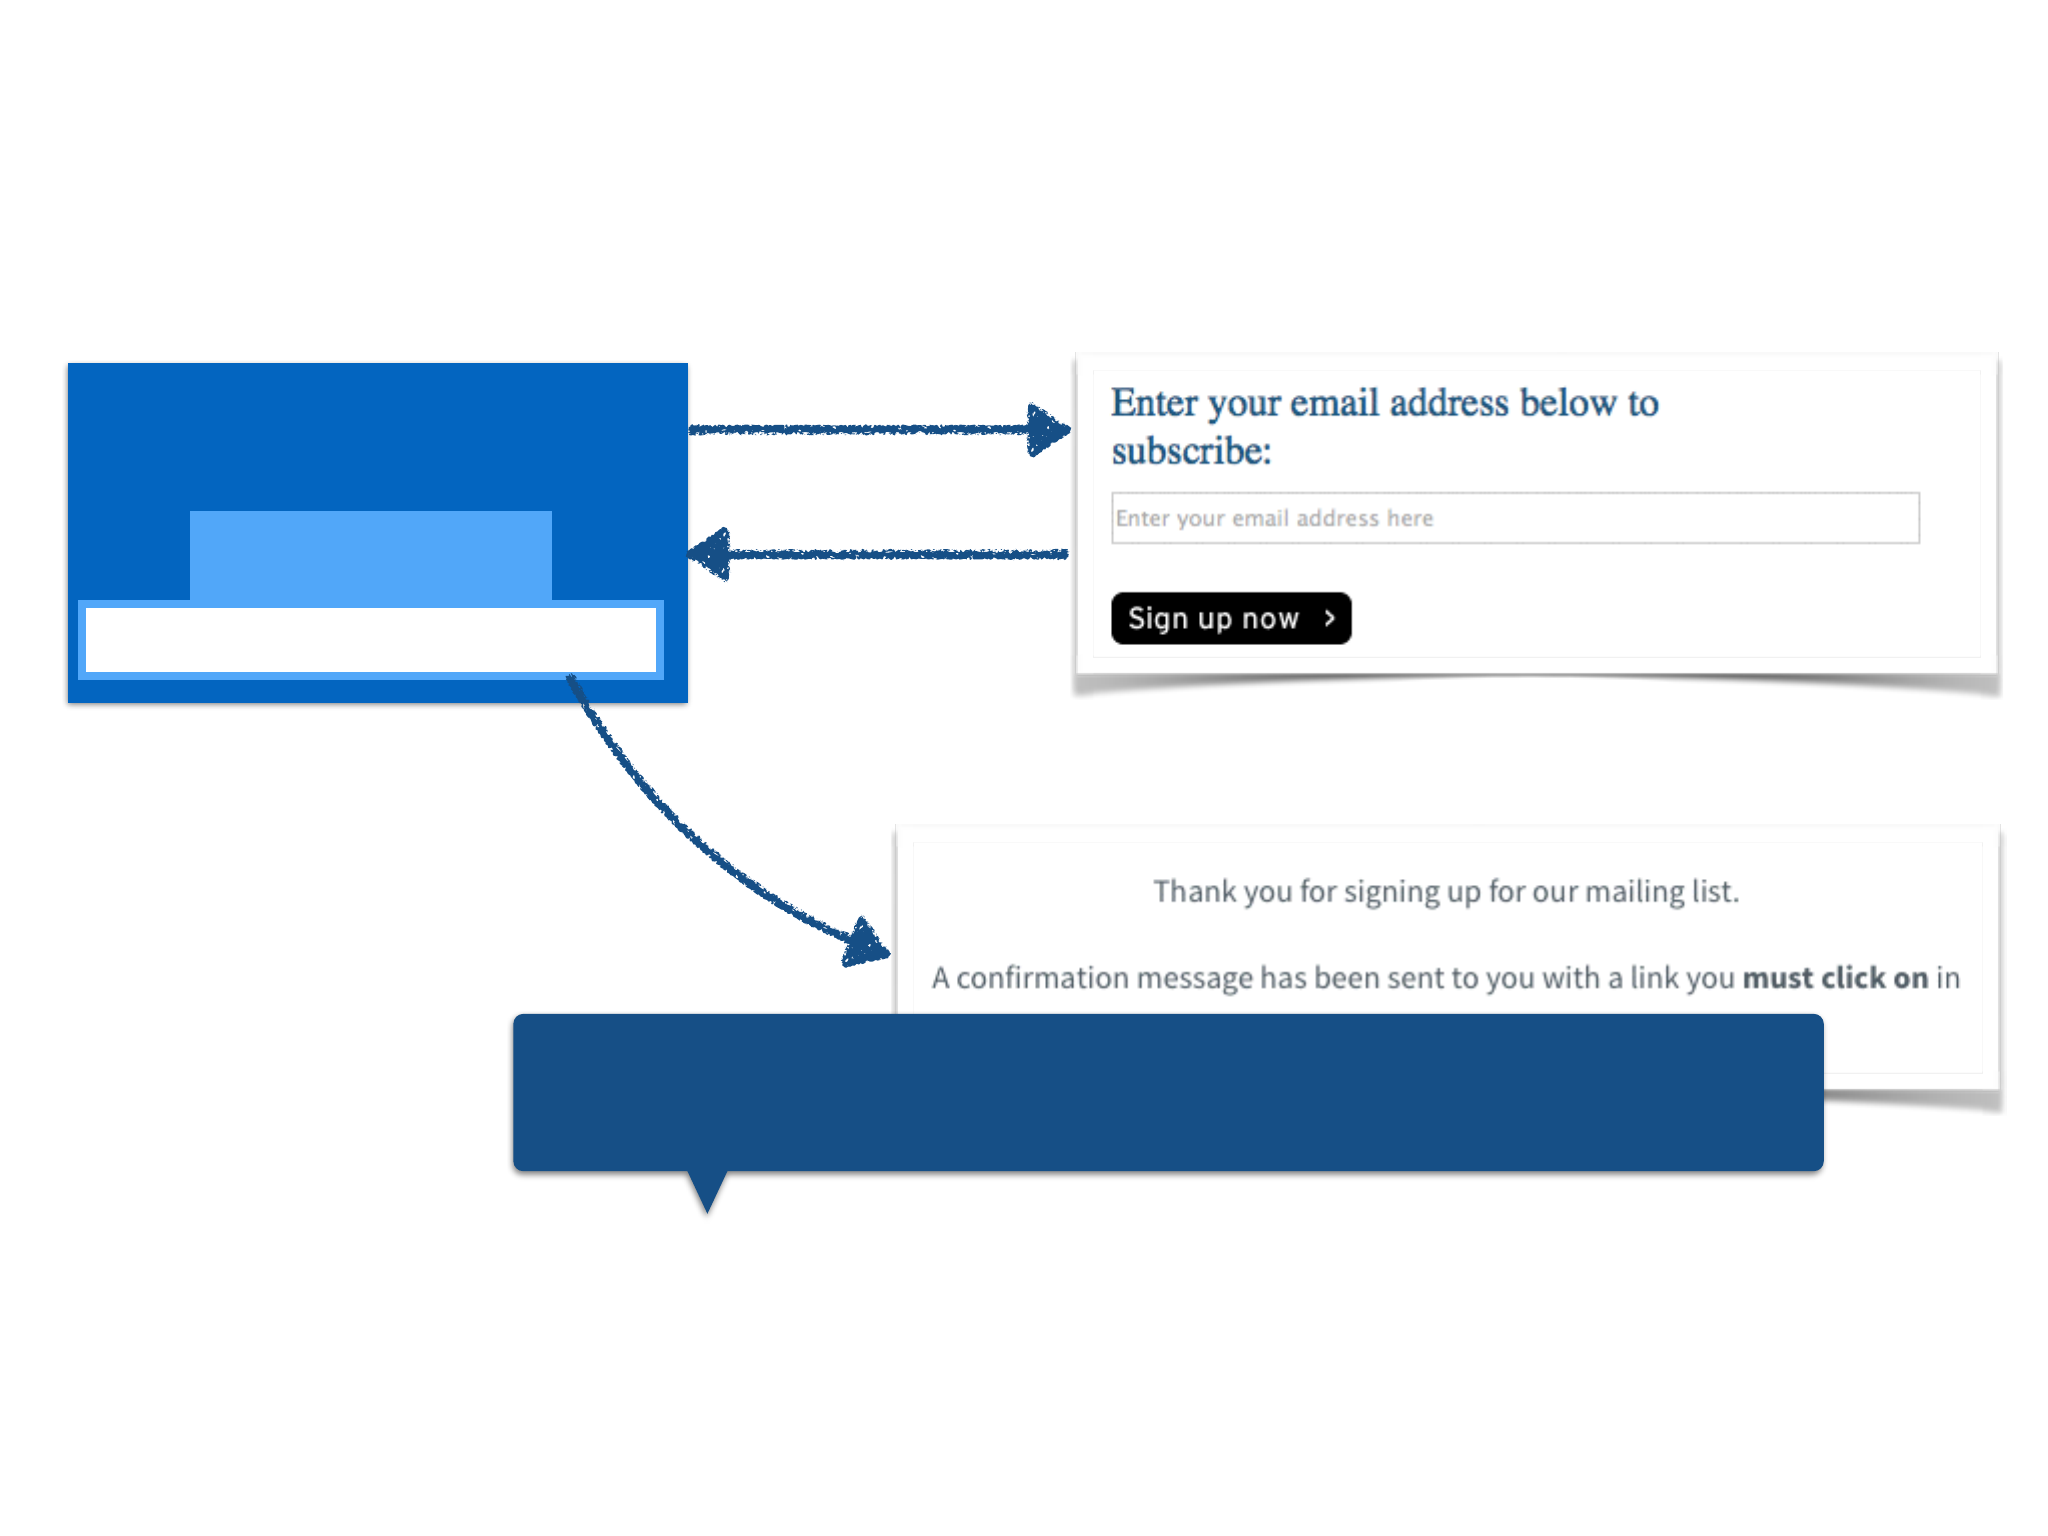 Enter your email address below to
subscribe:
Enter your email address here
Sign up now >
Thank you for signing up for our mailing list.
A confirmation message has been sent to you with a link you must click on in